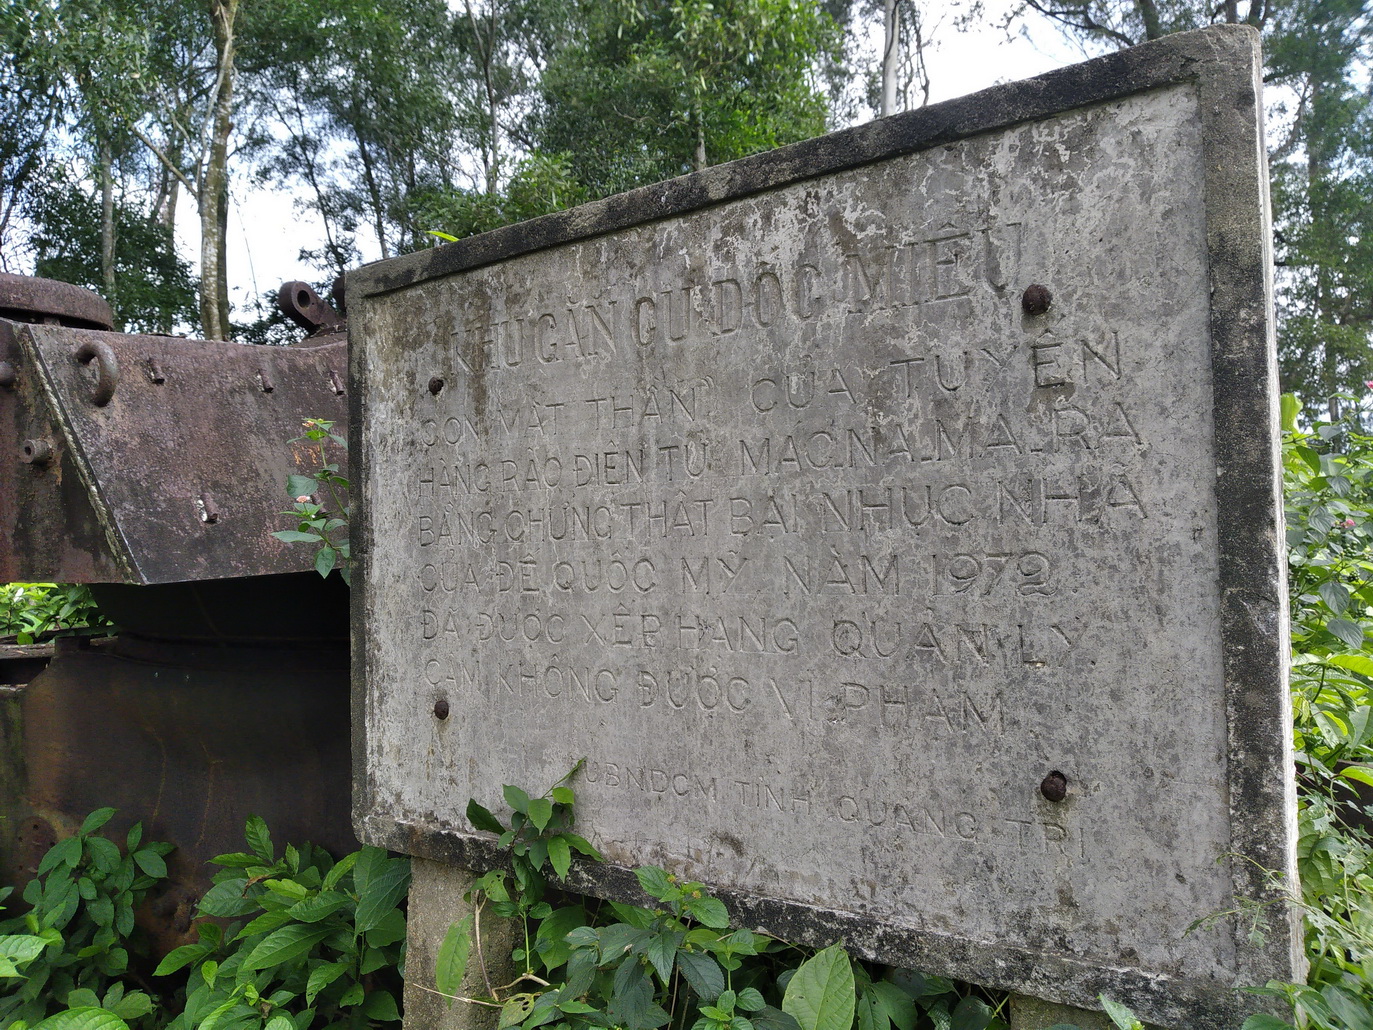 KHU CĂN CỨ DỐC MIẾU
CON MẮT THẦN CỦA TUYẾN
HÀNG RÀO ĐIỆN TỬ MAC.NA.MA.RA
BẰNG CHỨNG THẤT BẠI NHỤC NHÃ
CỦA ĐẾ QUỐC MỸ NĂM 1972
ĐÃ ĐƯỢC XẾP HẠNG QUẢN LÝ
CẤM KHÔNG ĐƯỢC VI PHẠM
UBNDCM TỈNH QUẢNG TRỊ